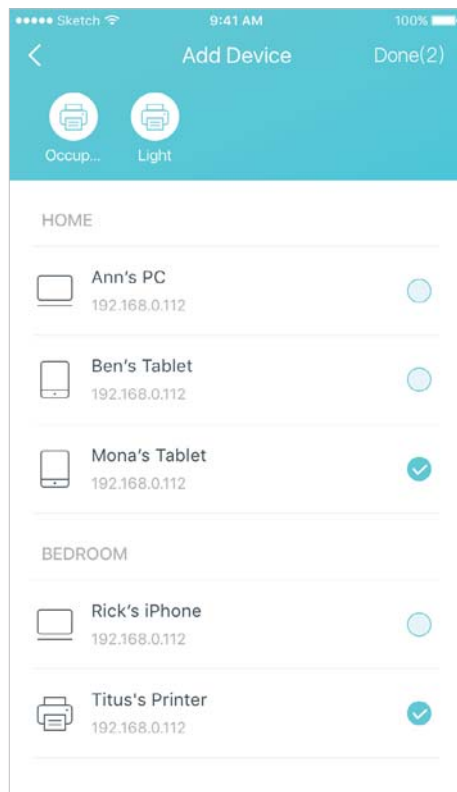 Sketch 9:41 AM 100%
Add Device Done(2)
Occup... Light
HOME
Ann's PC
192.168.0.112
Ben's Tablet
192.168.0.112
Mona's Tablet
192.168.0.112
BEDROOM
Rick's iPhone
192.168.0.112
Titus's Printer
192.168.0.112